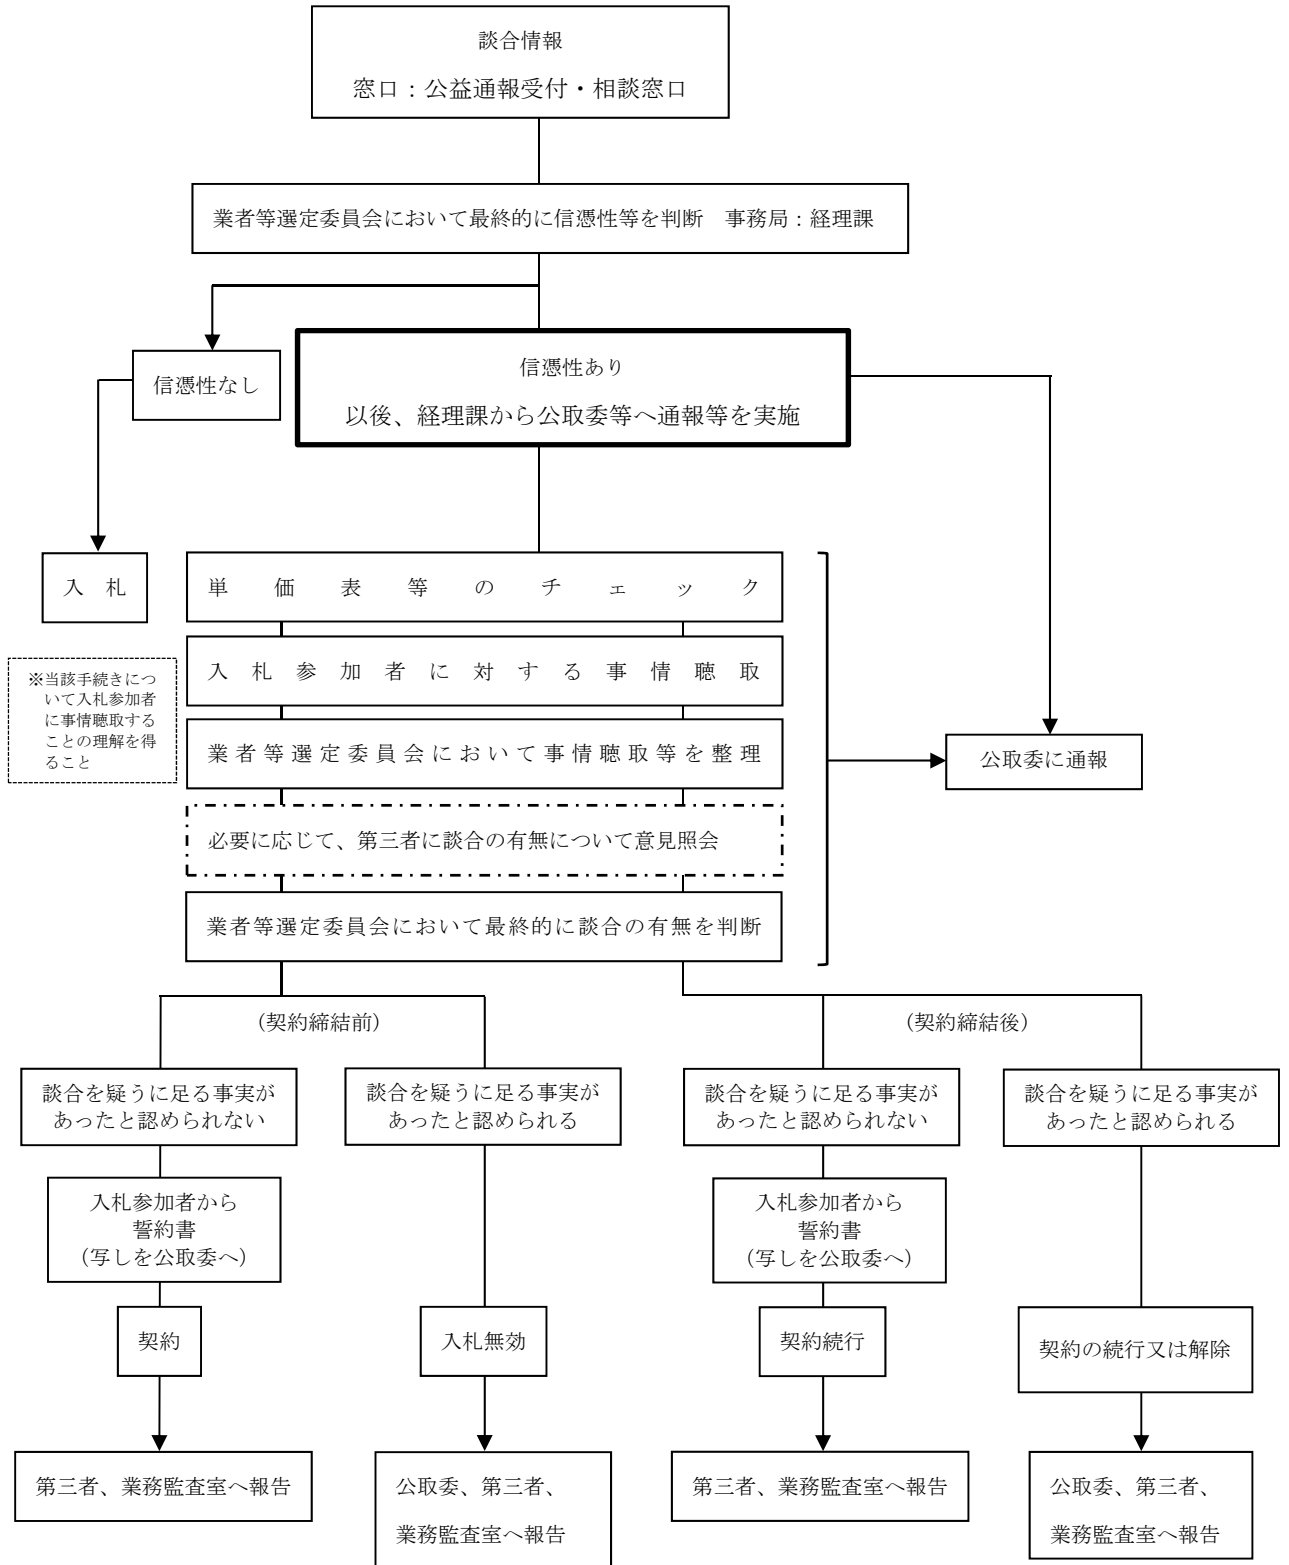 談合情報
窓口：公益通報受付・相談窓口
業者等選定委員会において最終的に信憑性等を判断　事務局：経理課
信憑性なし
信憑性あり
以後、経理課から公取委等へ通報等を実施
入　札
単価表等のチェック
入札参加者に対する事情聴取
※当該手続きにつ
いて入札参加者
に事情聴取する
ことの理解を得
ること
業者等選定委員会において事情聴取等を整理
公取委に通報
必要に応じて、第三者に談合の有無について意見照会
業者等選定委員会において最終的に談合の有無を判断
（契約締結前）
（契約締結後）
談合を疑うに足る事実が
あったと認められない
談合を疑うに足る事実が
あったと認められる
談合を疑うに足る事実が
あったと認められない
談合を疑うに足る事実が
あったと認められる
入札参加者から
誓約書
（写しを公取委へ）
入札参加者から
誓約書
（写しを公取委へ）
契約
入札無効
契約続行
契約の続行又は解除
第三者、業務監査室へ報告
公取委、第三者、
業務監査室へ報告
第三者、業務監査室へ報告
公取委、第三者、
業務監査室へ報告